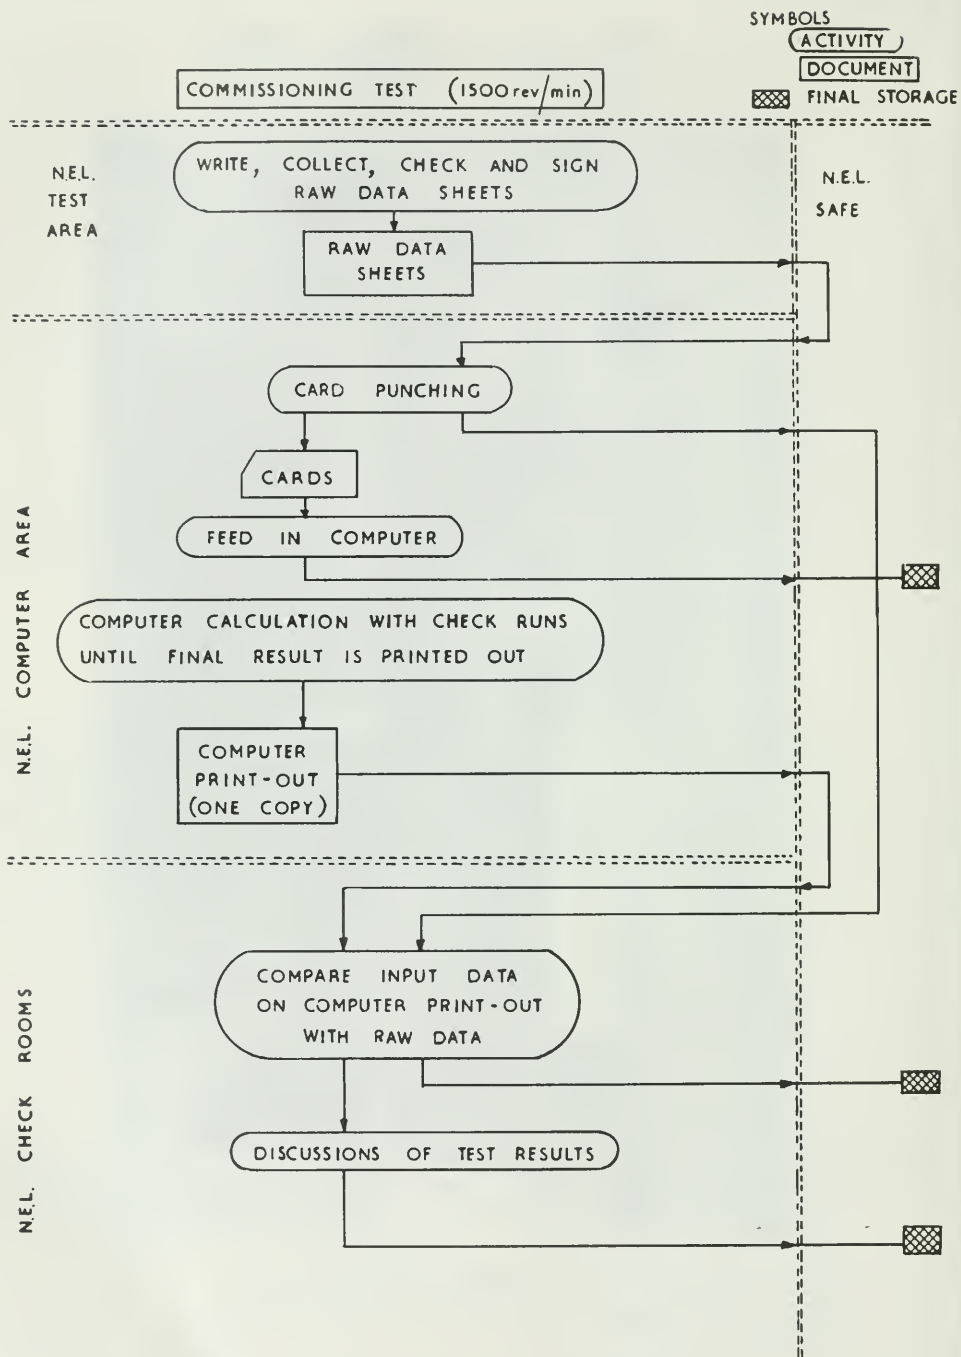 SYMBOLS
ACTIVITY
DOCUMENT
FINAL STORAGE
COMMISSIONING TEST (1500 rev/min)
N.E.L.
TEST
AREA
WRITE, COLLECT, CHECK AND SIGN
RAW DATA SHEETS
N.E.L.
SAFE
RAW DATA
SHEETS
N.E.L. COMPUTER AREA
CARD PUNCHING
CARDS
FEED IN COMPUTER
COMPUTER CALCULATION WITH CHECK RUNS
UNTIL FINAL RESULT IS PRINTED OUT
COMPUTER
PRINT-OUT
(ONE COPY)
N.E.L. CHECK ROOMS
COMPARE INPUT DATA
ON COMPUTER PRINT-OUT
WITH RAW DATA
DISCUSSIONS OF TEST RESULTS